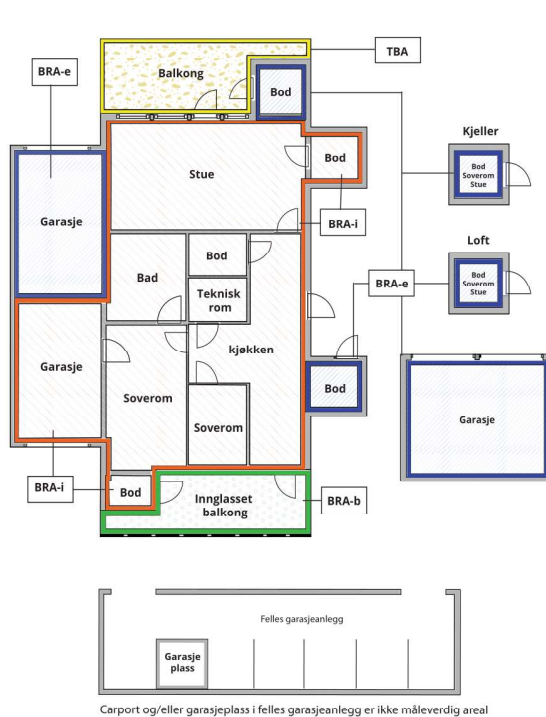 TBA
BRA-e
Balkong
Bod
Kjeller
Bod
Soverom
Stue
Stue
Bod
BRA-i
Garasje
Loft
Bod
Soverom
Stue
Bad
Bod
Teknisk
rom
BRA-e
kjøkken
Garasje
Soverom
Soverom
Bod
Garasje
BRA-i
Bod
Innglasset
balkong
BRA-b
Felles garasjeanlegg
Garasje
plass
Carport og/eller garasjeplass i felles garasjeanlegg er ikke måleverdig areal